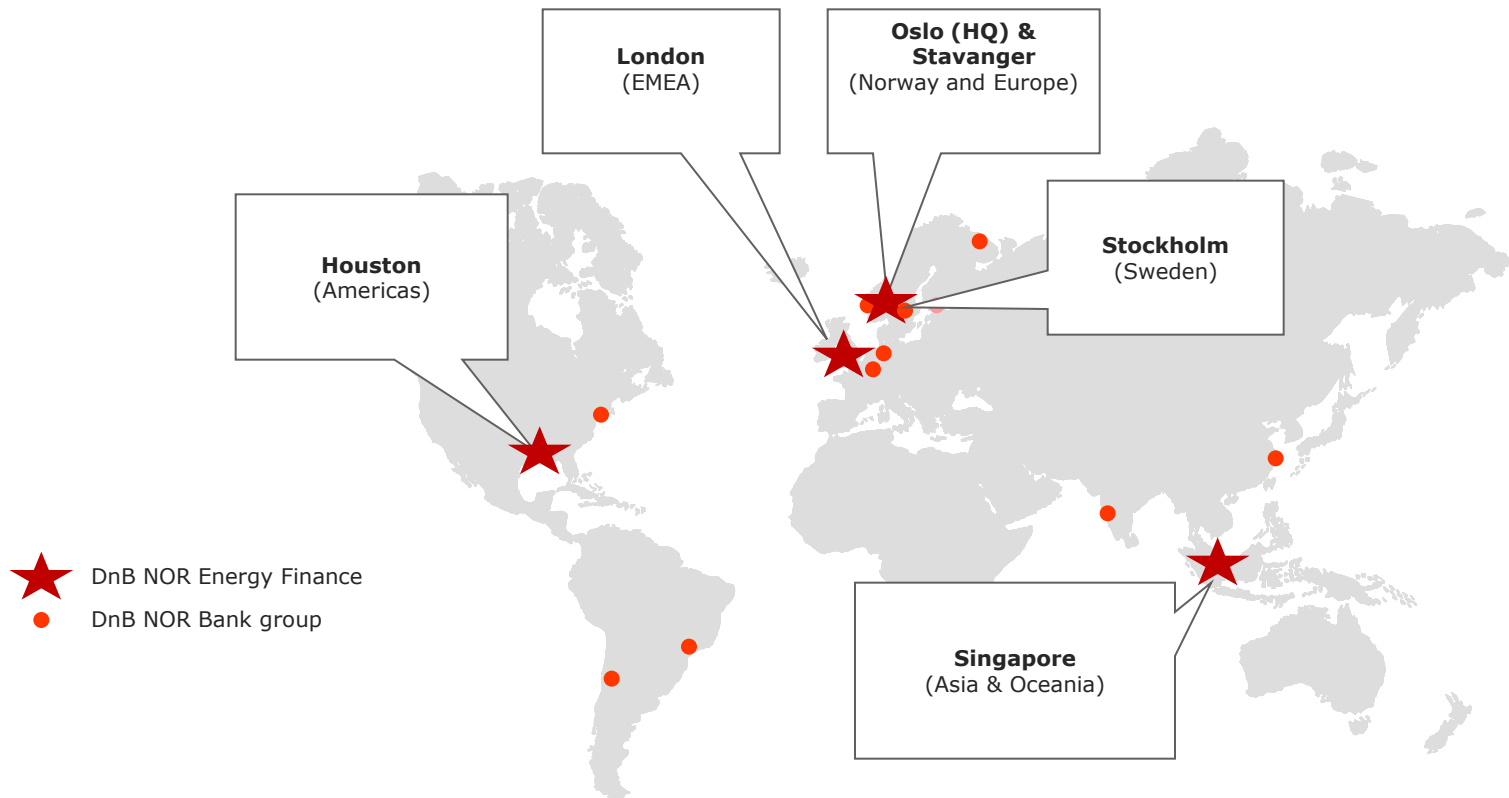 Oslo (HQ) &
Stavanger
(Norway and Europe)
London
(EMEA)
Stockholm
(Sweden)
Houston
(Americas)
DnB NOR Energy Finance
DnB NOR Bank group
Singapore
(Asia & Oceania)